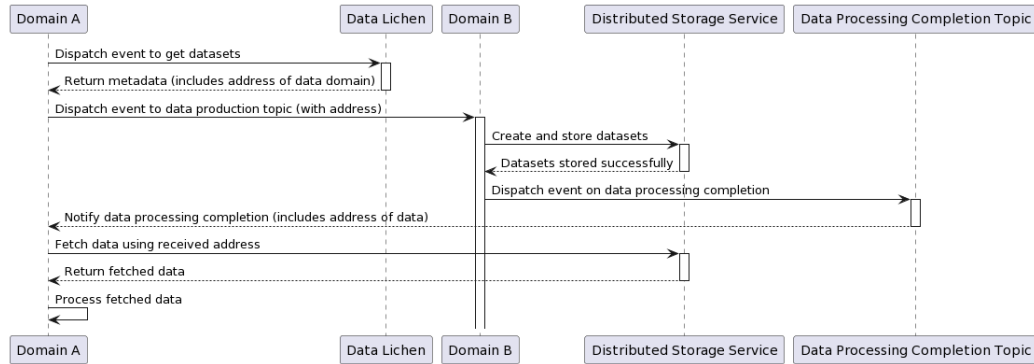 Domain A
Data Lichen
Domain B
Distributed Storage Service
Data Processing Completion Topic
Dispatch event to get datasets
Return metadata (includes address of data domain)
Dispatch event to data production topic (with address)
Create and store datasets
Datasets stored successfully
Dispatch event on data processing completion
Notify data processing completion (includes address of data)
Fetch data using received address
Return fetched data
Process fetched data
Domain A
Data Lichen
Domain B
Distributed Storage Service
Data Processing Completion Topic